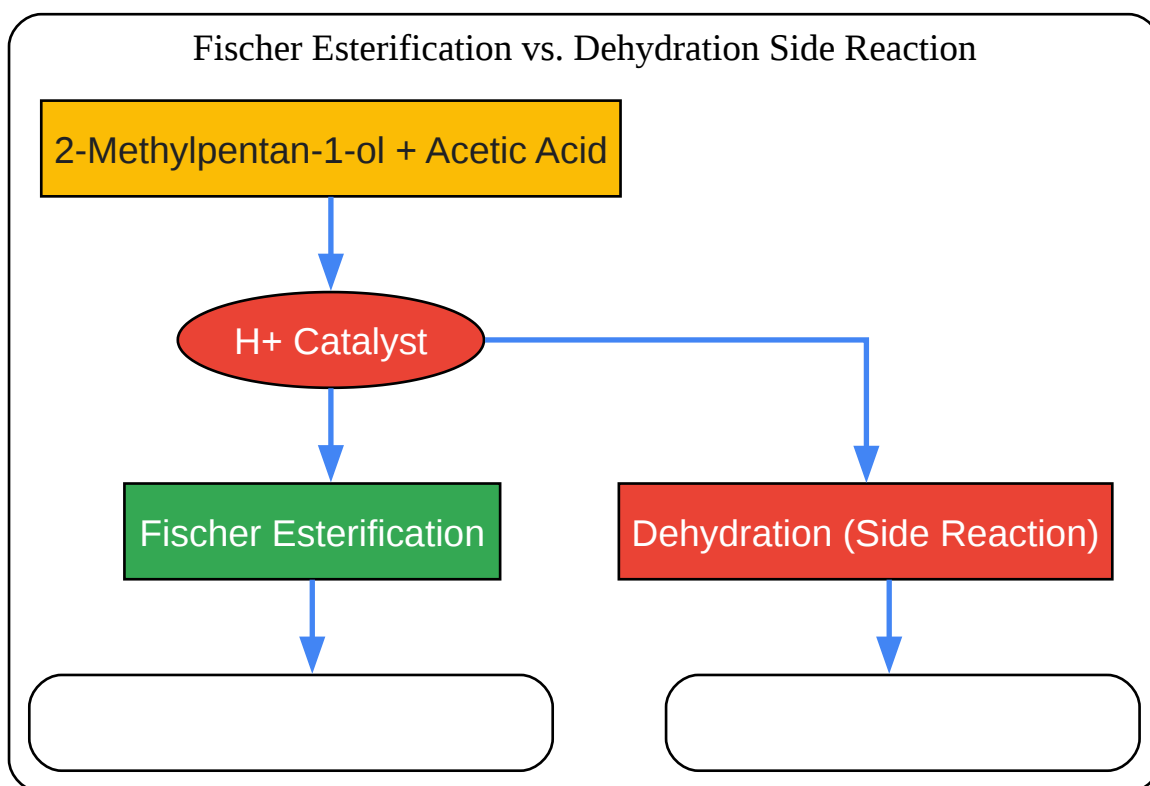 Fischer Esterification vs. Dehydration Side Reaction
2-Methylpentan-1-ol + Acetic Acid
H+ Catalyst
Fischer Esterification
Dehydration (Side Reaction)